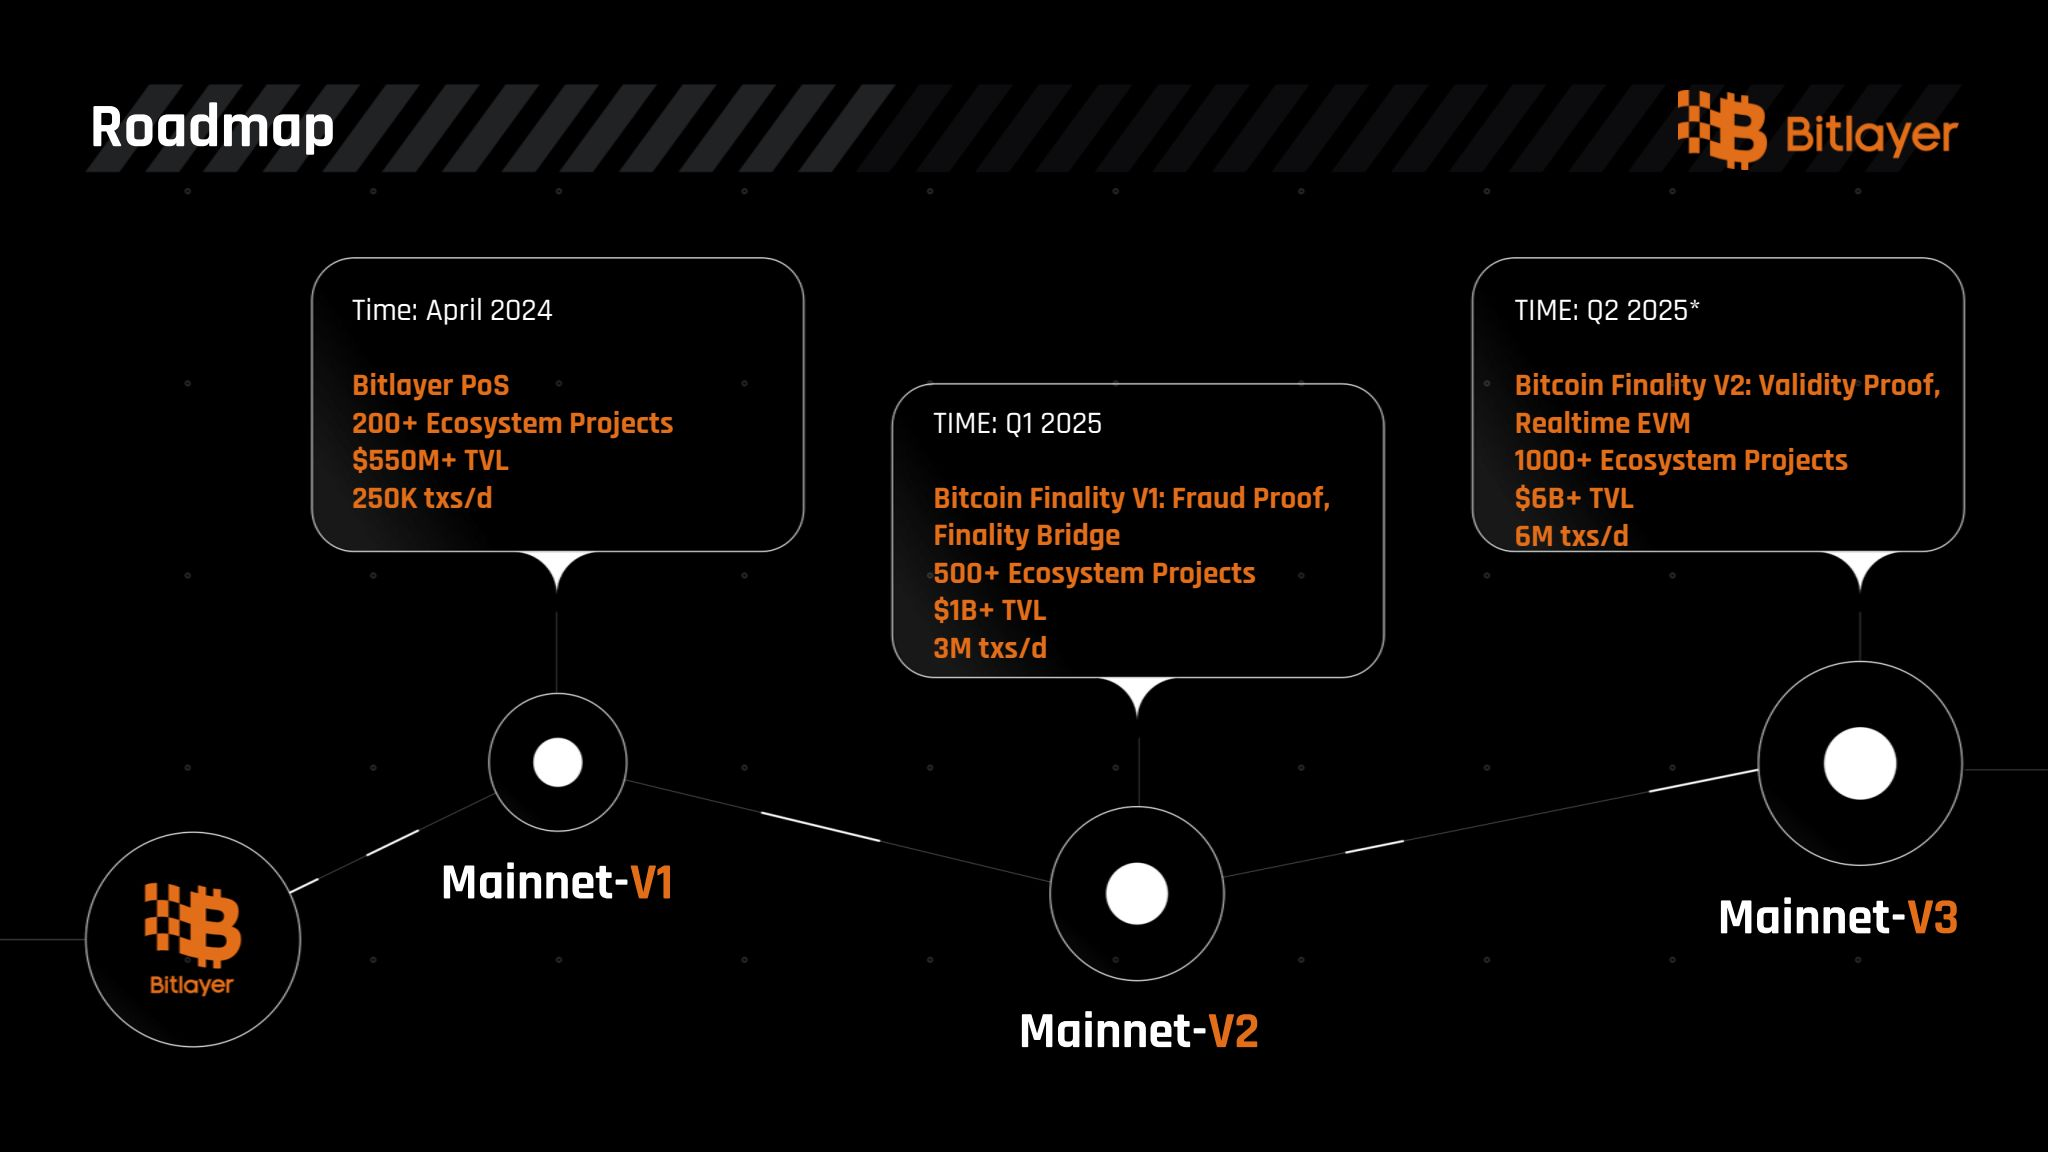 Roadmap
Bitlayer
Time: April 2024
Bitlayer PoS
200+ Ecosystem Projects
$550M+ TVL
250K txs/d
TIME: Q1 2025
Bitcoin Finality V1: Fraud Proof,
Finality Bridge
500+ Ecosystem Projects
$1B+ TVL
3M txs/d
TIME: Q2 2025*
Bitcoin Finality V2: Validity Proof,
Realtime EVM
1000+ Ecosystem Projects
$6B+ TVL
6M txs/d
Bitlayer
Mainnet-V1
Mainnet-V2
Mainnet-V3